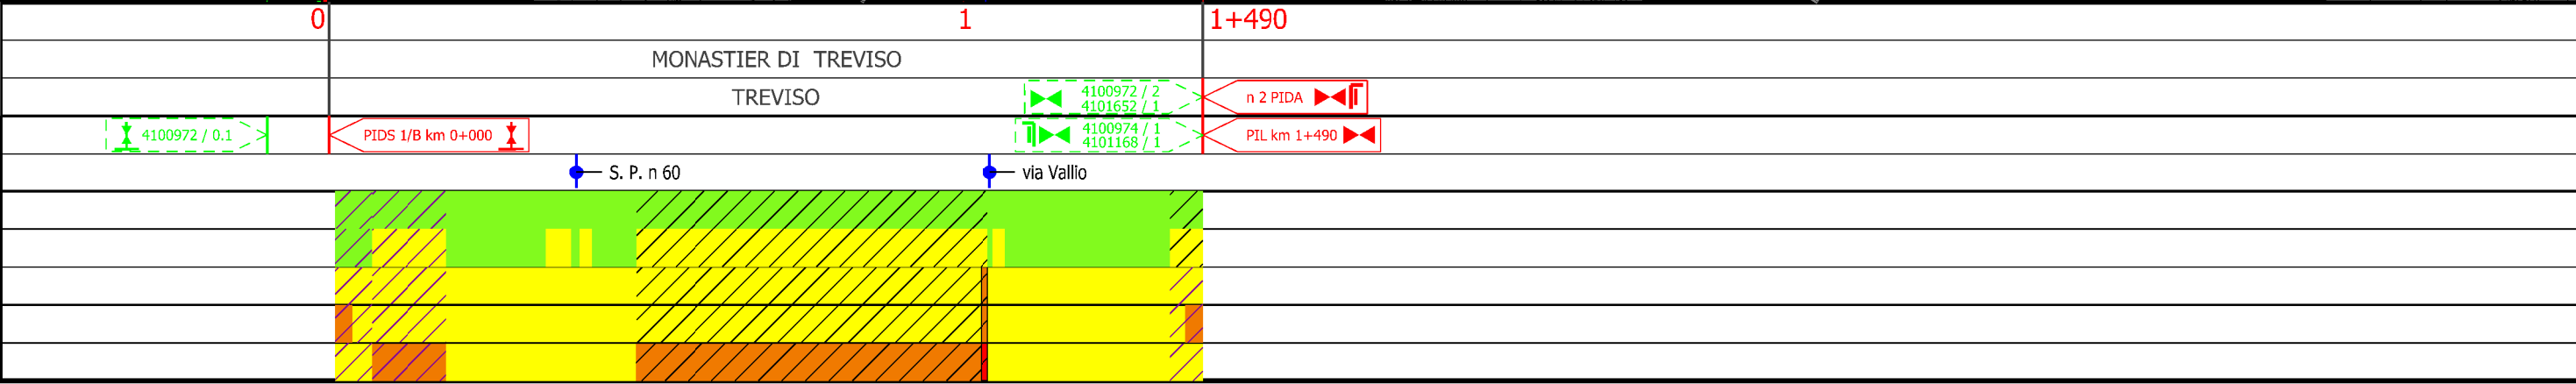 0 1 1+490
MONASTIER DI TREVISO
TREVISO
4100972 / 2
4101652 / 1
n 2 PIDA
4100972 / 0.1
PIDS 1/B km 0+000
4100974 / 1
4101168 / 1
PIL km 1+490
S. P. n 60
via Vallio